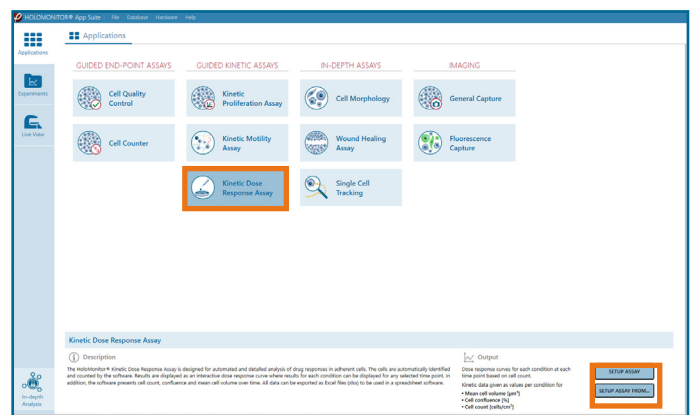 HOLOMONITOR® App Suite File Database Hardware Help
Applications
Applications
GUIDED END-POINT ASSAYS GUIDED KINETIC ASSAYS IN-DEPTH ASSAYS IMAGING
Cell Quality
Control
Kinetic
Proliferation Assay
Cell Morphology
General Capture
Experiments
Cell Counter
Kinetic Motility
Assay
Wound Healing
Assay
Fluorescence
Capture
Live View
Kinetic Dose
Response Assay
Single Cell
Tracking
Kinetic Dose Response Assay
Description
The HoloMonitor® Kinetic Dose Response Assay is designed for automated and detailed analysis of drug responses in adherent cells. The cells are automatically identified
and counted by the software. Results are displayed as an interactive dose response curve where results for each condition can be displayed for any selected time point. In
addition, the software presents cell count, confluence and mean cell volume over time. All data can be exported as Excel files (xlsx) to be used in a spreadsheet software.
Output
Dose response curves for each condition at each
time point based on cell count.
Kinetic data given as values per condition for
• Mean cell volume [µm³]
• Cell confluence [%]
• Cell count [cells/cm²]
SETUP ASSAY
SETUP ASSAY FROM...
In-depth
Analysis